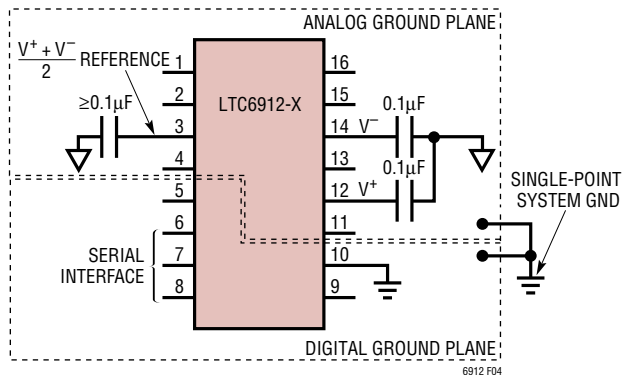 ANALOG GROUND PLANE
V+ + V−
2
REFERENCE
≥0.1µF
LTC6912-X
1
2
3
4
5
6
7
8
16
15
14
13
12
11
10
9
V−
V+
0.1µF
0.1µF
SERIAL
INTERFACE
SINGLE-POINT
SYSTEM GND
DIGITAL GROUND PLANE
6912 F04